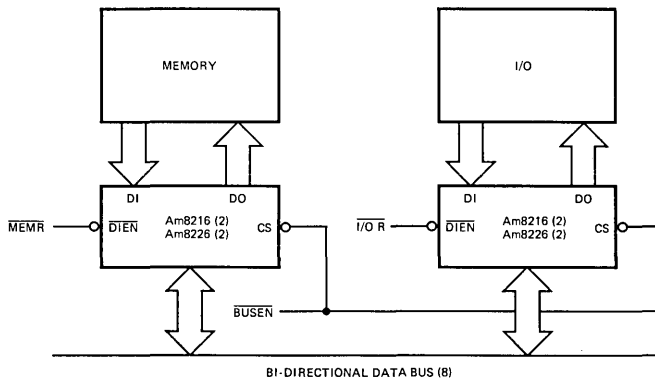 MEMORY
I/O
DI
DO
DI
DO
MEMR
DIEN
Am8216 (2)
Am8226 (2)
CS
I/O R
DIEN
Am8216 (2)
Am8226 (2)
CS
BUSEN
BI-DIRECTIONAL DATA BUS (8)